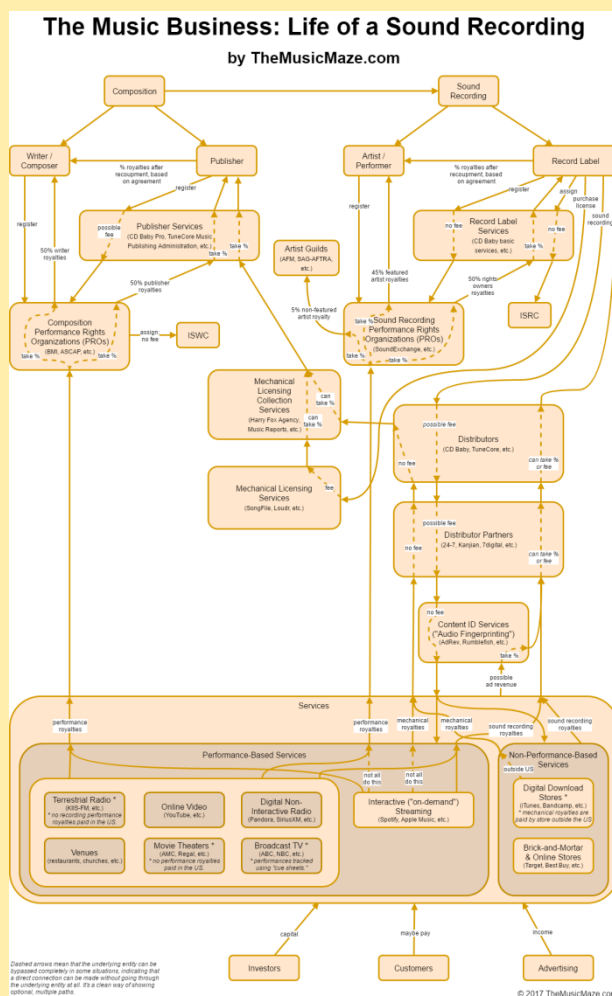 The Music Business: Life of a Sound Recording
by TheMusicMaze.com
Composition
Sound
Recording
Writer /
Composer
Publisher
Artist /
Performer
Record Label
% royalties after
recoupment, based
on agreement
% royalties after
recoupment, based
on agreement
register
register
register
register
assign
purchase
license
sound
recording
Publisher Services
(CD Baby Pro, TuneCore Music
Publishing Administration, etc.)
possible
fee
take %
take %
Record Label
Services
(CD Baby basic
services, etc.)
no fee
take %
no fee
50% writer
royalties
50% publisher
royalties
Artist Guilds
(AFM, SAG-AFTRA,
etc.)
45% featured
artist royalties
50% rights
owners
royalties
5% non-featured
artist royalty
Composition
Performance Rights
Organizations (PROs)
(BMI, ASCAP, etc.)
take %
take %
assign:
no fee
ISWC
Sound Recording
Performance Rights
Organizations (PROs)
(SoundExchange, etc.)
take %
take %
take %
ISRC
Mechanical
Licensing
Collection
Services
(Harry Fox Agency,
Music Reports, etc.)
can
take %
can
take %
Mechanical Licensing
Services
(SongFile, Loudr, etc.)
fee
Distributors
(CD Baby, TuneCore, etc.)
possible fee
no fee
can take %
or fee
Distributor Partners
(24-7, Kanjian, 7digital, etc.)
possible fee
no fee
can take %
or fee
Content ID Services
("Audio Fingerprinting")
(AdRev, Rumblefish, etc.)
no fee
take %
possible
ad revenue
Services
performance
royalties
performance
royalties
mechanical
royalties
mechanical
royalties
sound recording
royalties
sound recording
royalties
Performance-Based Services
not all
do this
not all
do this
Non-Performance-Based
Services
outside US
Terrestrial Radio *
(KIIS-FM, etc.)
* no recording performance
royalties paid in the US.
Online Video
(YouTube, etc.)
Digital Non-
Interactive Radio
(Pandora, SiriusXM, etc.)
Interactive ("on-demand")
Streaming
(Spotify, Apple Music, etc.)
Digital Download
Stores *
(iTunes, Bandcamp, etc.)
* mechanical royalties are
paid by store outside the US
Venues
(restaurants, churches, etc.)
Movie Theaters *
(AMC, Regal, etc.)
* no performance royalties
paid in the US.
Broadcast TV *
(ABC, NBC, etc.)
* performances tracked
using "cue sheets."
Brick-and-Mortar
& Online Stores
(Target, Best Buy, etc.)
capital
maybe pay
income
Investors
Customers
Advertising
Dashed arrows mean that the underlying entity can be
bypassed completely in some situations, indicating that
a direct connection can be made without going through
the underlying entity at all. It's a clean way of showing
optional, multiple paths.
© 2017 TheMusicMaze.com